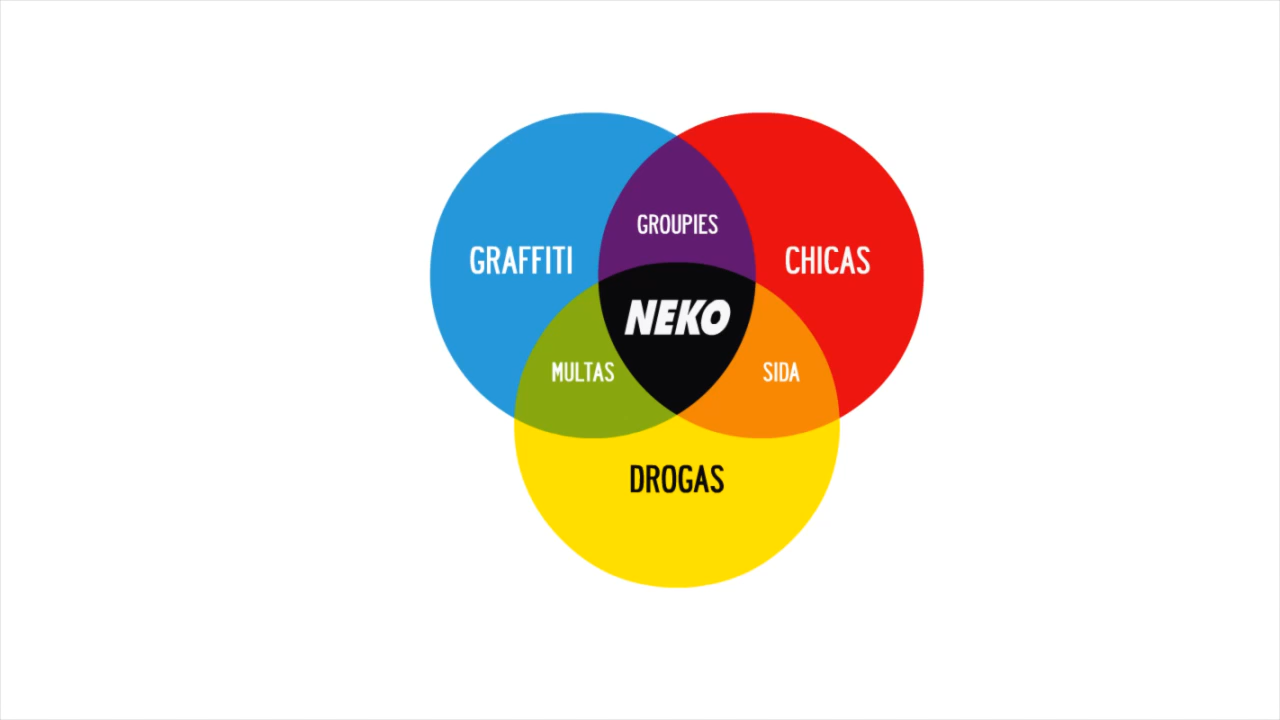 GROUPIES
GRAFFITI
CHICAS
NEKO
MULTAS
SIDA
DROGAS